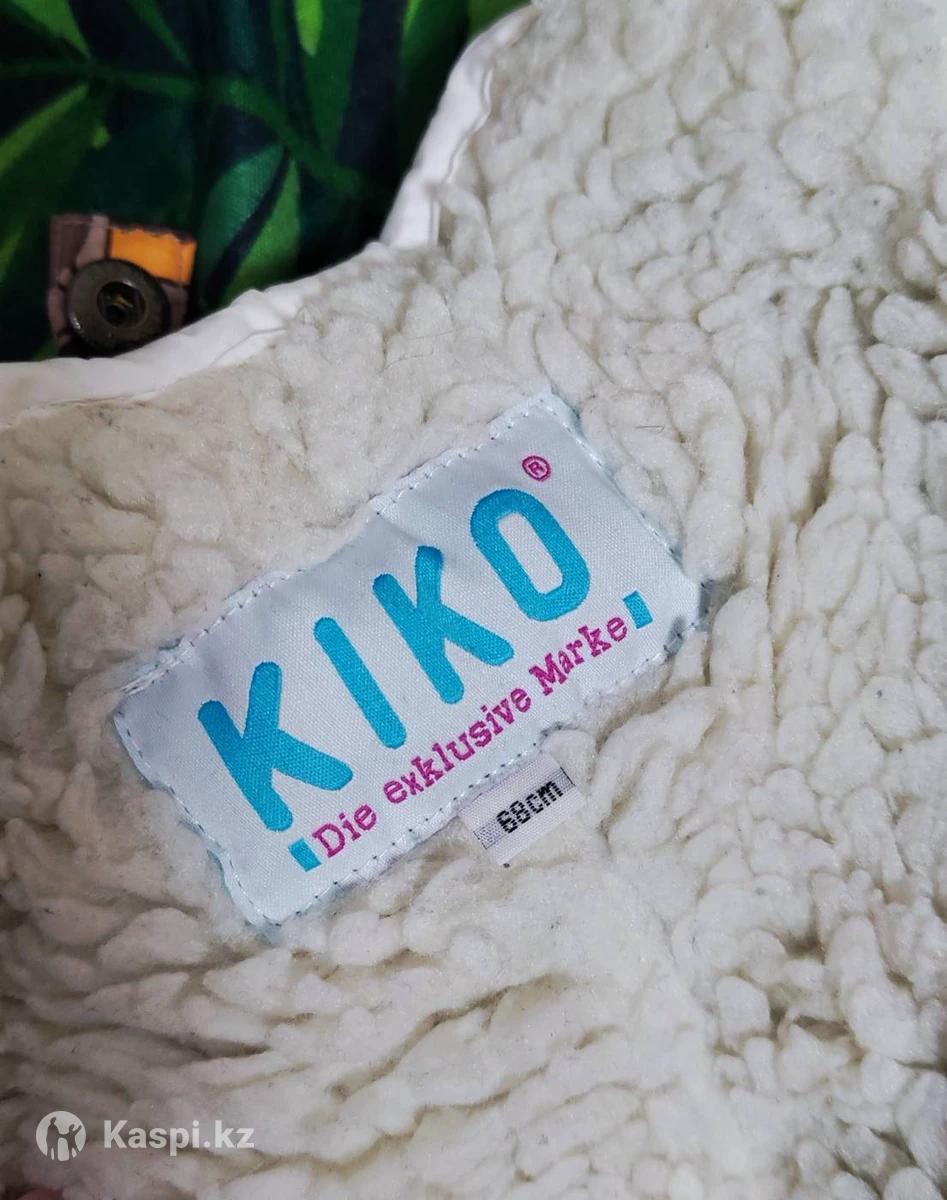 KIKO®
Die exklusive Marke
68cm
Kaspi.kz